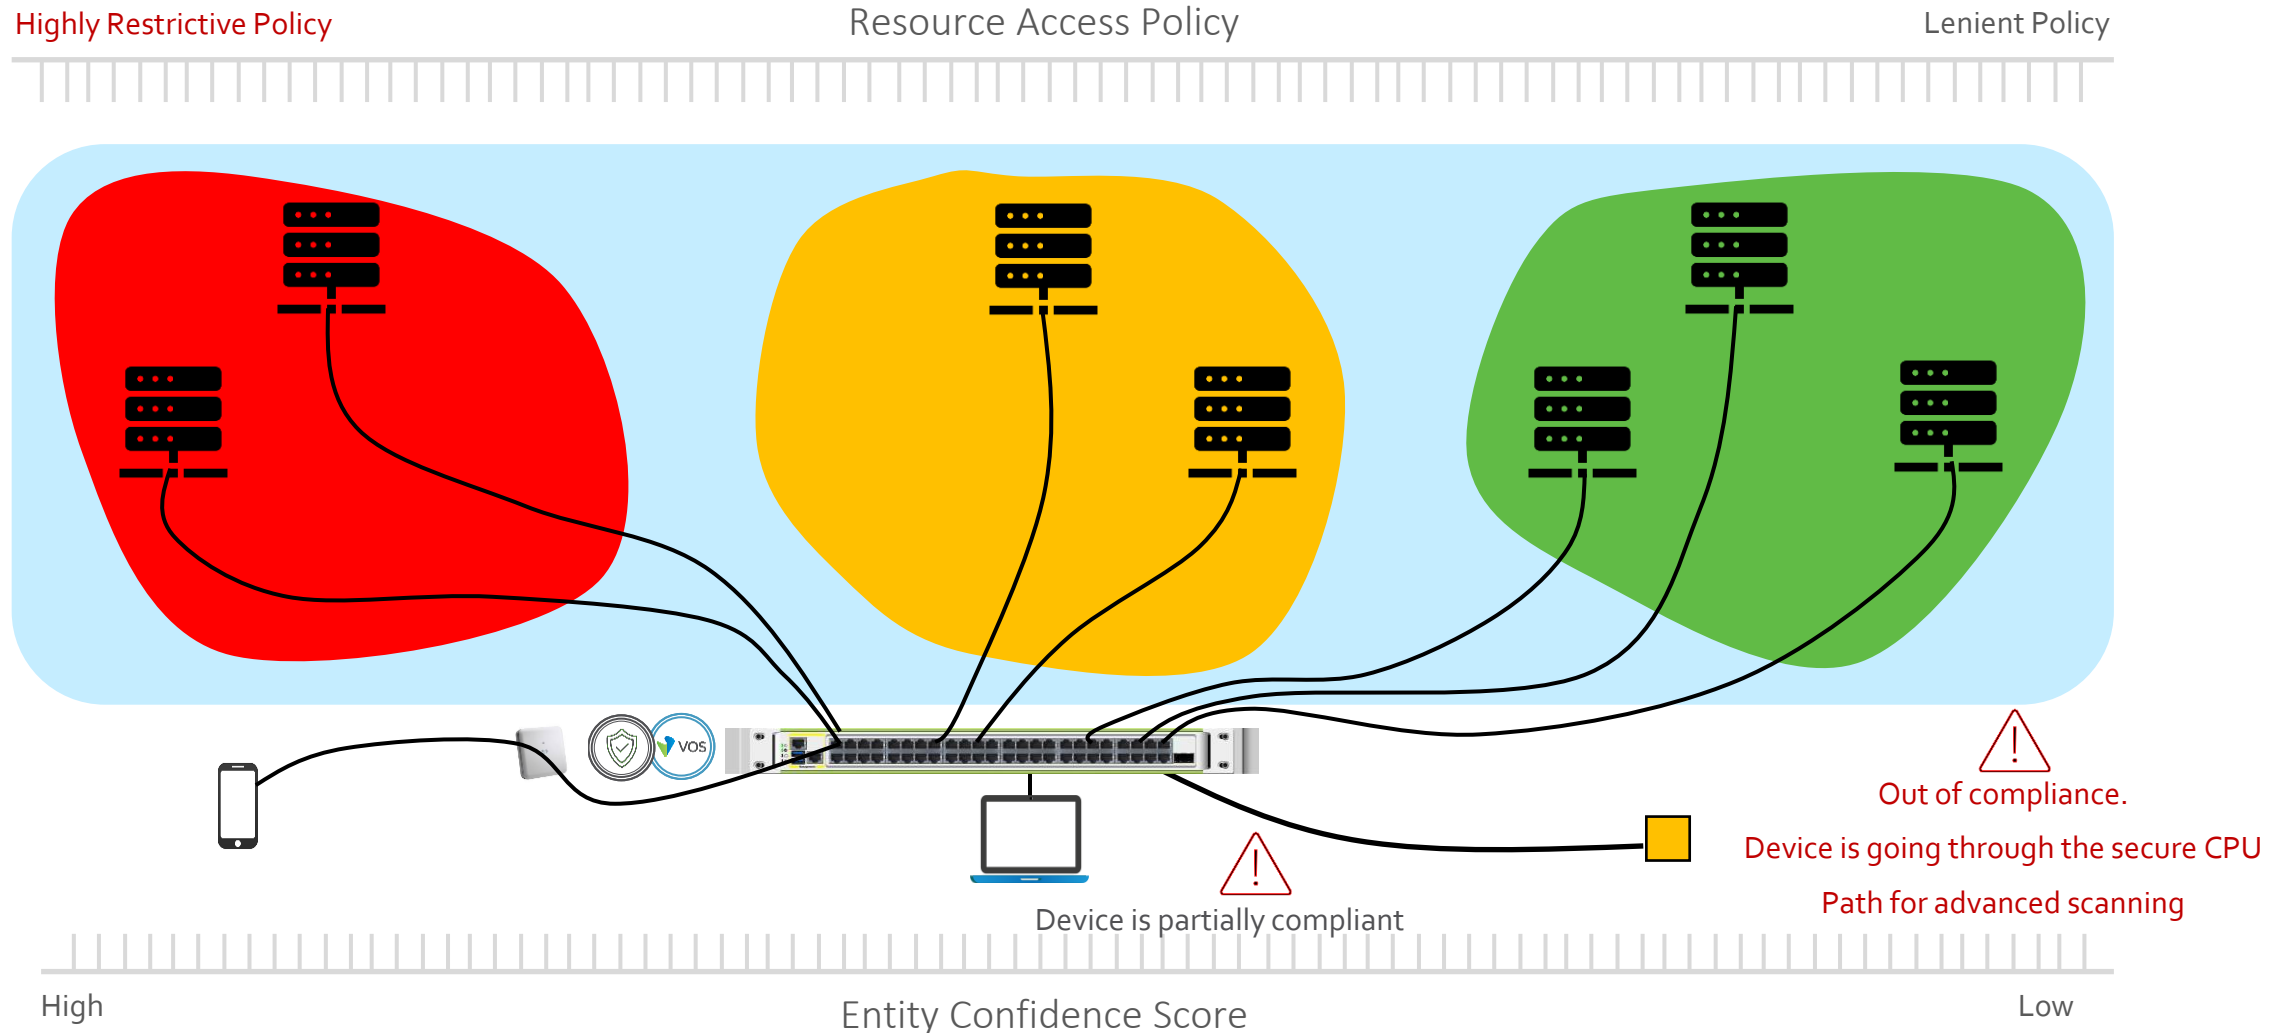 Highly Restrictive Policy
Resource Access Policy
Lenient Policy
VOS
Out of compliance.
Device is going through the secure CPU
Path for advanced scanning
Device is partially compliant
High
Entity Confidence Score
Low